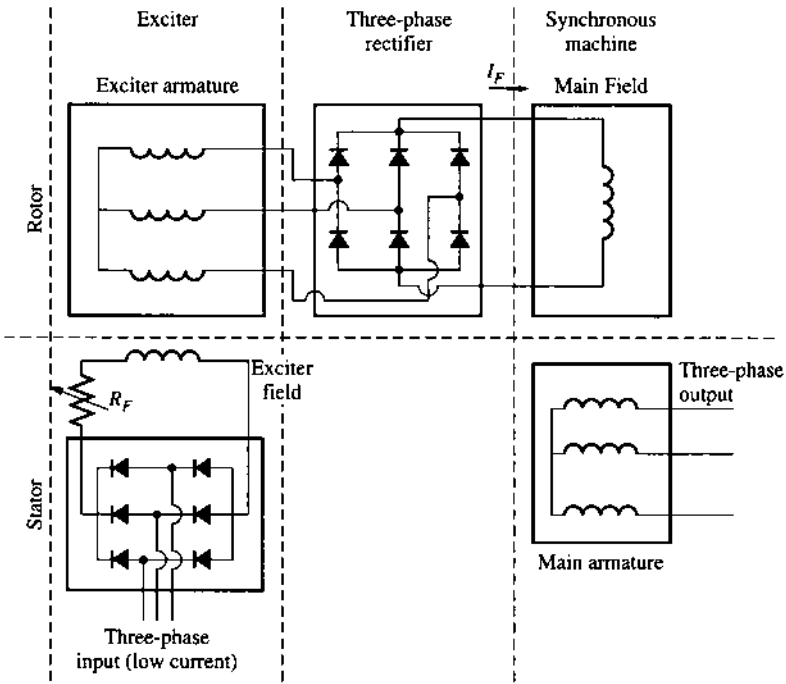 Exciter
Three-phase
rectifier
Synchronous
machine
Exciter armature
I_F
Main Field
Rotor
Exciter
field
R_F
Three-phase
output
Stator
Main armature
Three-phase
input (low current)